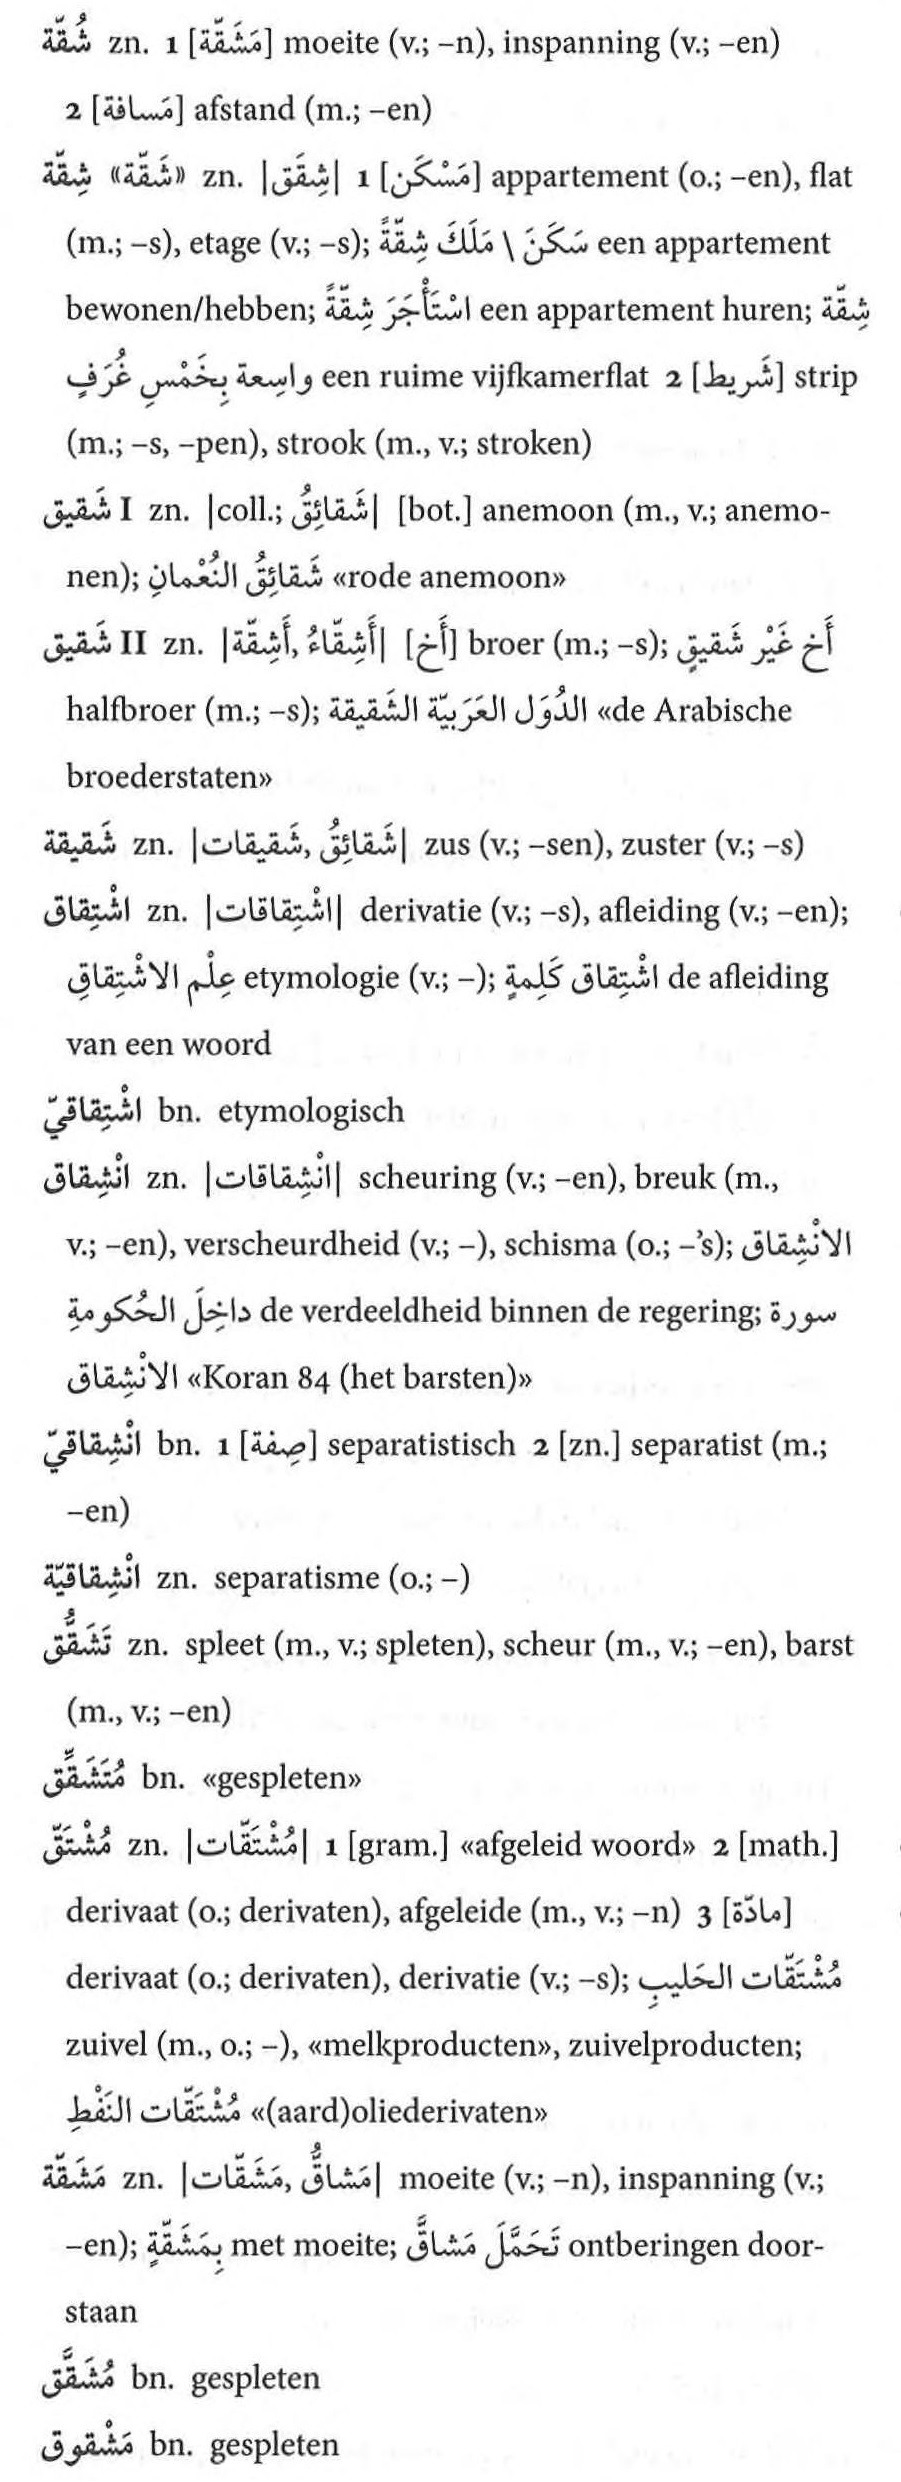 شُقّة zn. 1 [مَشَقّة] moeite (v.; –n), inspanning (v.; –en)
2 [مَسافة] afstand (m.; –en)
شِقّة «شَقّة» zn. |شِقَق| 1 [مَسْكَن] appartement (o.; –en), flat
(m.; –s), etage (v.; –s); سَكَنَ \ مَلَكَ شِقّةً een appartement
bewonen/hebben; اسْتَأْجَرَ شِقّةً een appartement huren; شِقّة
واسِعة بِخَمْسِ غُرَفٍ een ruime vijfkamerflat 2 [شَريط] strip
(m.; –s, –pen), strook (m., v.; stroken)
شَقيق I zn. |coll.; شَقائِقُ| [bot.] anemoon (m., v.; anemo-
nen); شَقائِقُ النُّعْمانِ «rode anemoon»
شَقيق II zn. |أَشِقّاءُ, أَشِقّة| [أَخ] broer (m.; –s); أَخ غَيْر شَقيقٍ
halfbroer (m.; –s); الدُّوَل العَرَبيّة الشَقيقة «de Arabische
broederstaten»
شَقيقة zn. |شَقيقات, شَقائِقُ| zus (v.; –sen), zuster (v.; –s)
اشْتِقاق zn. |اشْتِقاقات| derivatie (v.; –s), afleiding (v.; –en);
عِلْم الاشْتِقاقِ etymologie (v.; –); اشْتِقاق كَلِمةٍ de afleiding
van een woord
اشْتِقاقيّ bn. etymologisch
انْشِقاق zn. |انْشِقاقات| scheuring (v.; –en), breuk (m.,
v.; –en), verscheurdheid (v.; –), schisma (o.; –’s); الانْشِقاق
داخِلَ الحُكومةِ de verdeeldheid binnen de regering; سورة
الانْشِقاق «Koran 84 (het barsten)»
انْشِقاقيّ bn. 1 [صِفة] separatistisch 2 [zn.] separatist (m.;
–en)
انْشِقاقيّة zn. separatisme (o.; –)
تَشَقُّق zn. spleet (m., v.; spleten), scheur (m., v.; –en), barst
(m., v.; –en)
مُتَشَقِّق bn. «gespleten»
مُشْتَقّ zn. |مُشْتَقّات| 1 [gram.] «afgeleid woord» 2 [math.]
derivaat (o.; derivaten), afgeleide (m., v.; –n) 3 [مادّة]
derivaat (o.; derivaten), derivatie (v.; –s); مُشْتَقّات الحَليبِ
zuivel (m., o.; –), «melkproducten», zuivelproducten;
مُشْتَقّات النَفْطِ «(aard)oliederivaten»
مَشَقّة zn. |مَشَقّات, مَشاقُّ| moeite (v.; –n), inspanning (v.;
–en); بِمَشَقّةٍ met moeite; تَحَمَّلَ مَشاقَّ ontberingen door-
staan
مُشَقَّق bn. gespleten
مَشْقوق bn. gespleten